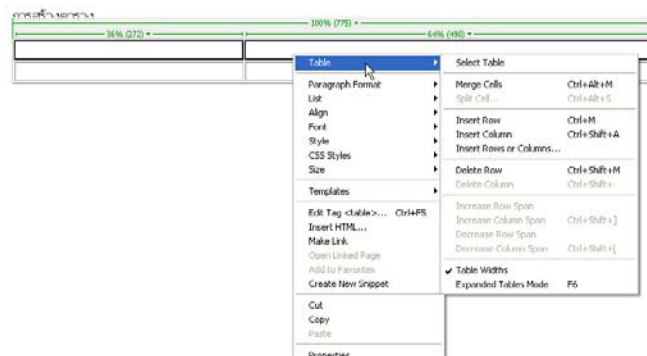 การสร้างตาราง
100% (775)
36% (272)
64% (490)
Table
Paragraph Format
List
Align
Font
Style
CSS Styles
Size
Templates
Edit Tag <table>... Ctrl+F5
Insert HTML...
Make Link
Open Linked Page
Add to Favorites
Create New Snippet
Cut
Copy
Paste
Properties
Select Table
Merge Cells Ctrl+Alt+M
Split Cell... Ctrl+Alt+S
Insert Row Ctrl+M
Insert Column Ctrl+Shift+A
Insert Rows or Columns...
Delete Row Ctrl+Shift+M
Delete Column Ctrl+Shift+-
Increase Row Span
Increase Column Span Ctrl+Shift+]
Decrease Row Span
Decrease Column Span Ctrl+Shift+[
Table Widths
Expanded Tables Mode F6